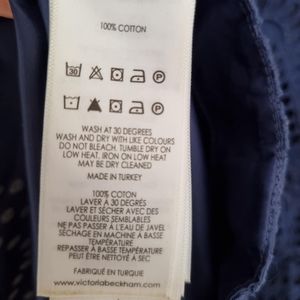 100% COTTON
30
P
P
WASH AT 30 DEGREES
WASH AND DRY WITH LIKE COLOURS
DO NOT BLEACH. TUMBLE DRY ON
LOW HEAT. IRON ON LOW HEAT
MAY BE DRY CLEANED
MADE IN TURKEY
100% COTON
LAVER A 30 DEGRÉS
LAVER ET SÉCHER AVEC DES
COULEURS SEMBLABLES
NE PAS PASSER À L'EAU DE JAVEL
SÉCHAGE EN MACHINE À BASSE
TEMPÉRATURE
REPASSER À BASSE TEMPÉRATURE
PEUT ÊTRE NETTOYÉ À SEC
FABRIQUÉ EN TURQUIE
www.victoriabeckham.com